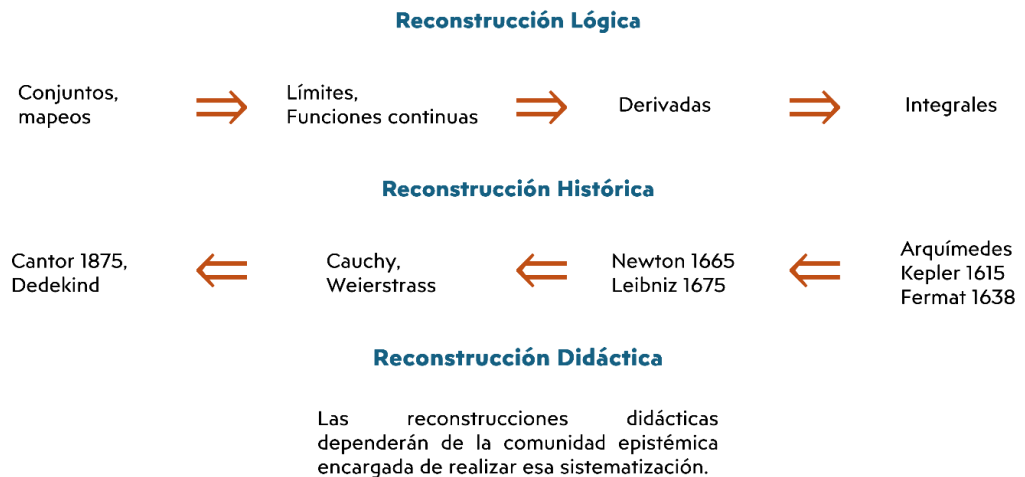 Reconstrucción Lógica
Conjuntos,
mapeos
Límites,
Funciones continuas
Derivadas
Integrales
Reconstrucción Histórica
Cantor 1875,
Dedekind
Cauchy,
Weierstrass
Newton 1665
Leibniz 1675
Arquímedes
Kepler 1615
Fermat 1638
Reconstrucción Didáctica
Las reconstrucciones didácticas
dependerán de la comunidad epistémica
encargada de realizar esa sistematización.